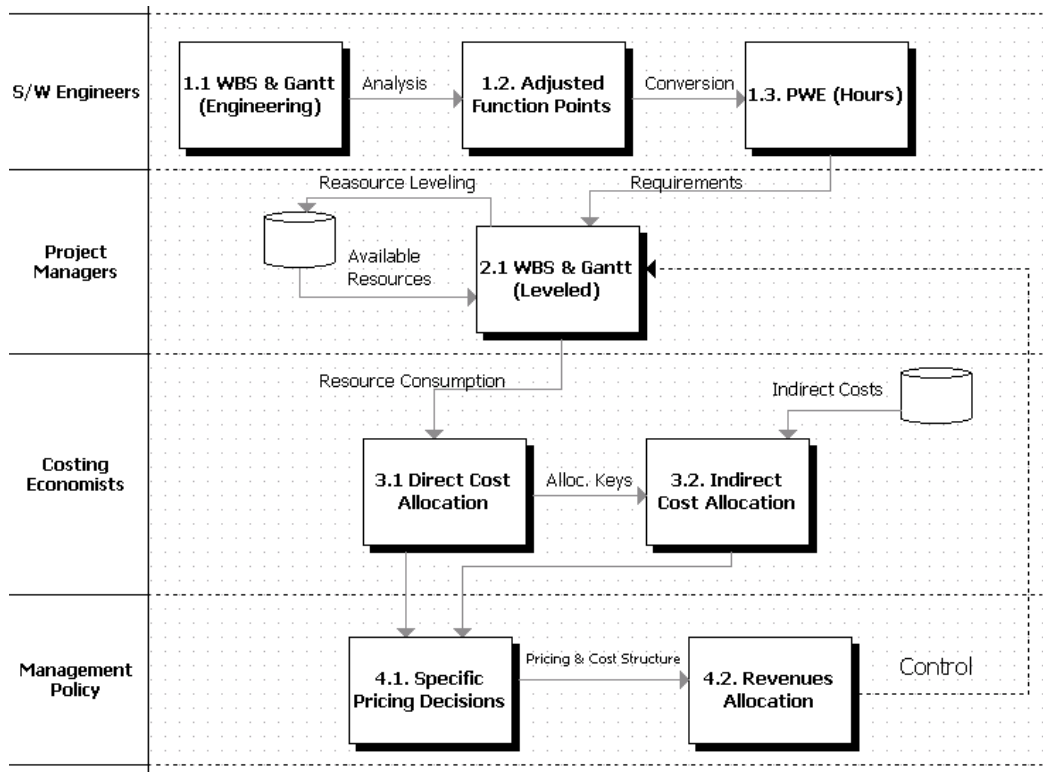 S/W Engineers
1.1 WBS & Gantt
(Engineering)
Analysis
1.2. Adjusted
Function Points
Conversion
1.3. PWE (Hours)
Project
Managers
Reasource Leveling
Requirements
Available
Resources
2.1 WBS & Gantt
(Leveled)
Costing
Economists
Resource Consumption
Indirect Costs
3.1 Direct Cost
Allocation
Alloc. Keys
3.2. Indirect
Cost Allocation
Management
Policy
4.1. Specific
Pricing Decisions
Pricing & Cost Structure
4.2. Revenues
Allocation
Control